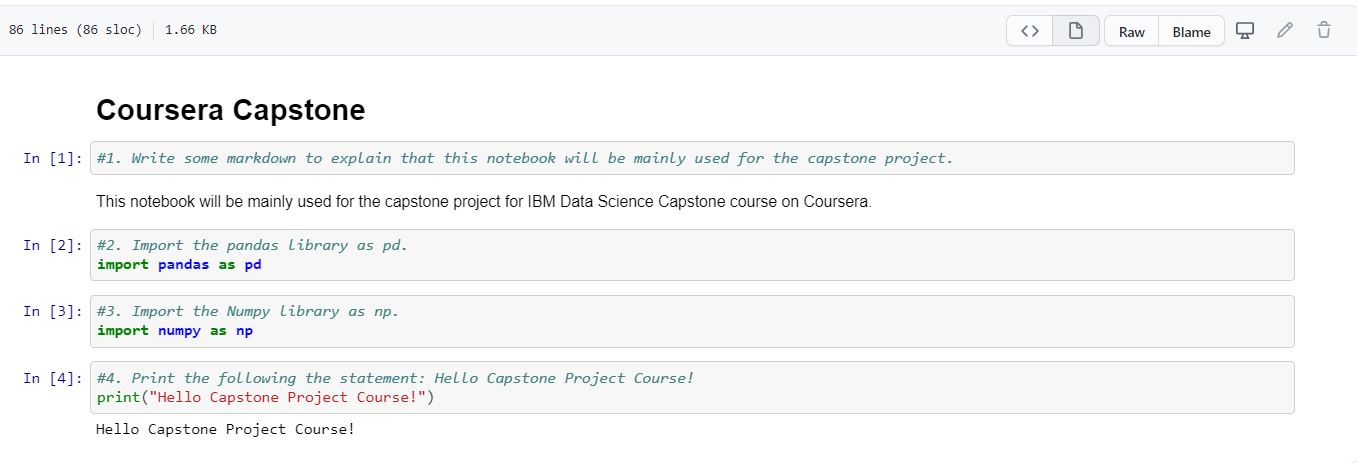 86 lines (86 sloc) 1.66 KB
<> Raw Blame
Coursera Capstone
In [1]: #1. Write some markdown to explain that this notebook will be mainly used for the capstone project.
This notebook will be mainly used for the capstone project for IBM Data Science Capstone course on Coursera.
In [2]: #2. Import the pandas library as pd.
import pandas as pd
In [3]: #3. Import the Numpy library as np.
import numpy as np
In [4]: #4. Print the following the statement: Hello Capstone Project Course!
print("Hello Capstone Project Course!")
Hello Capstone Project Course!